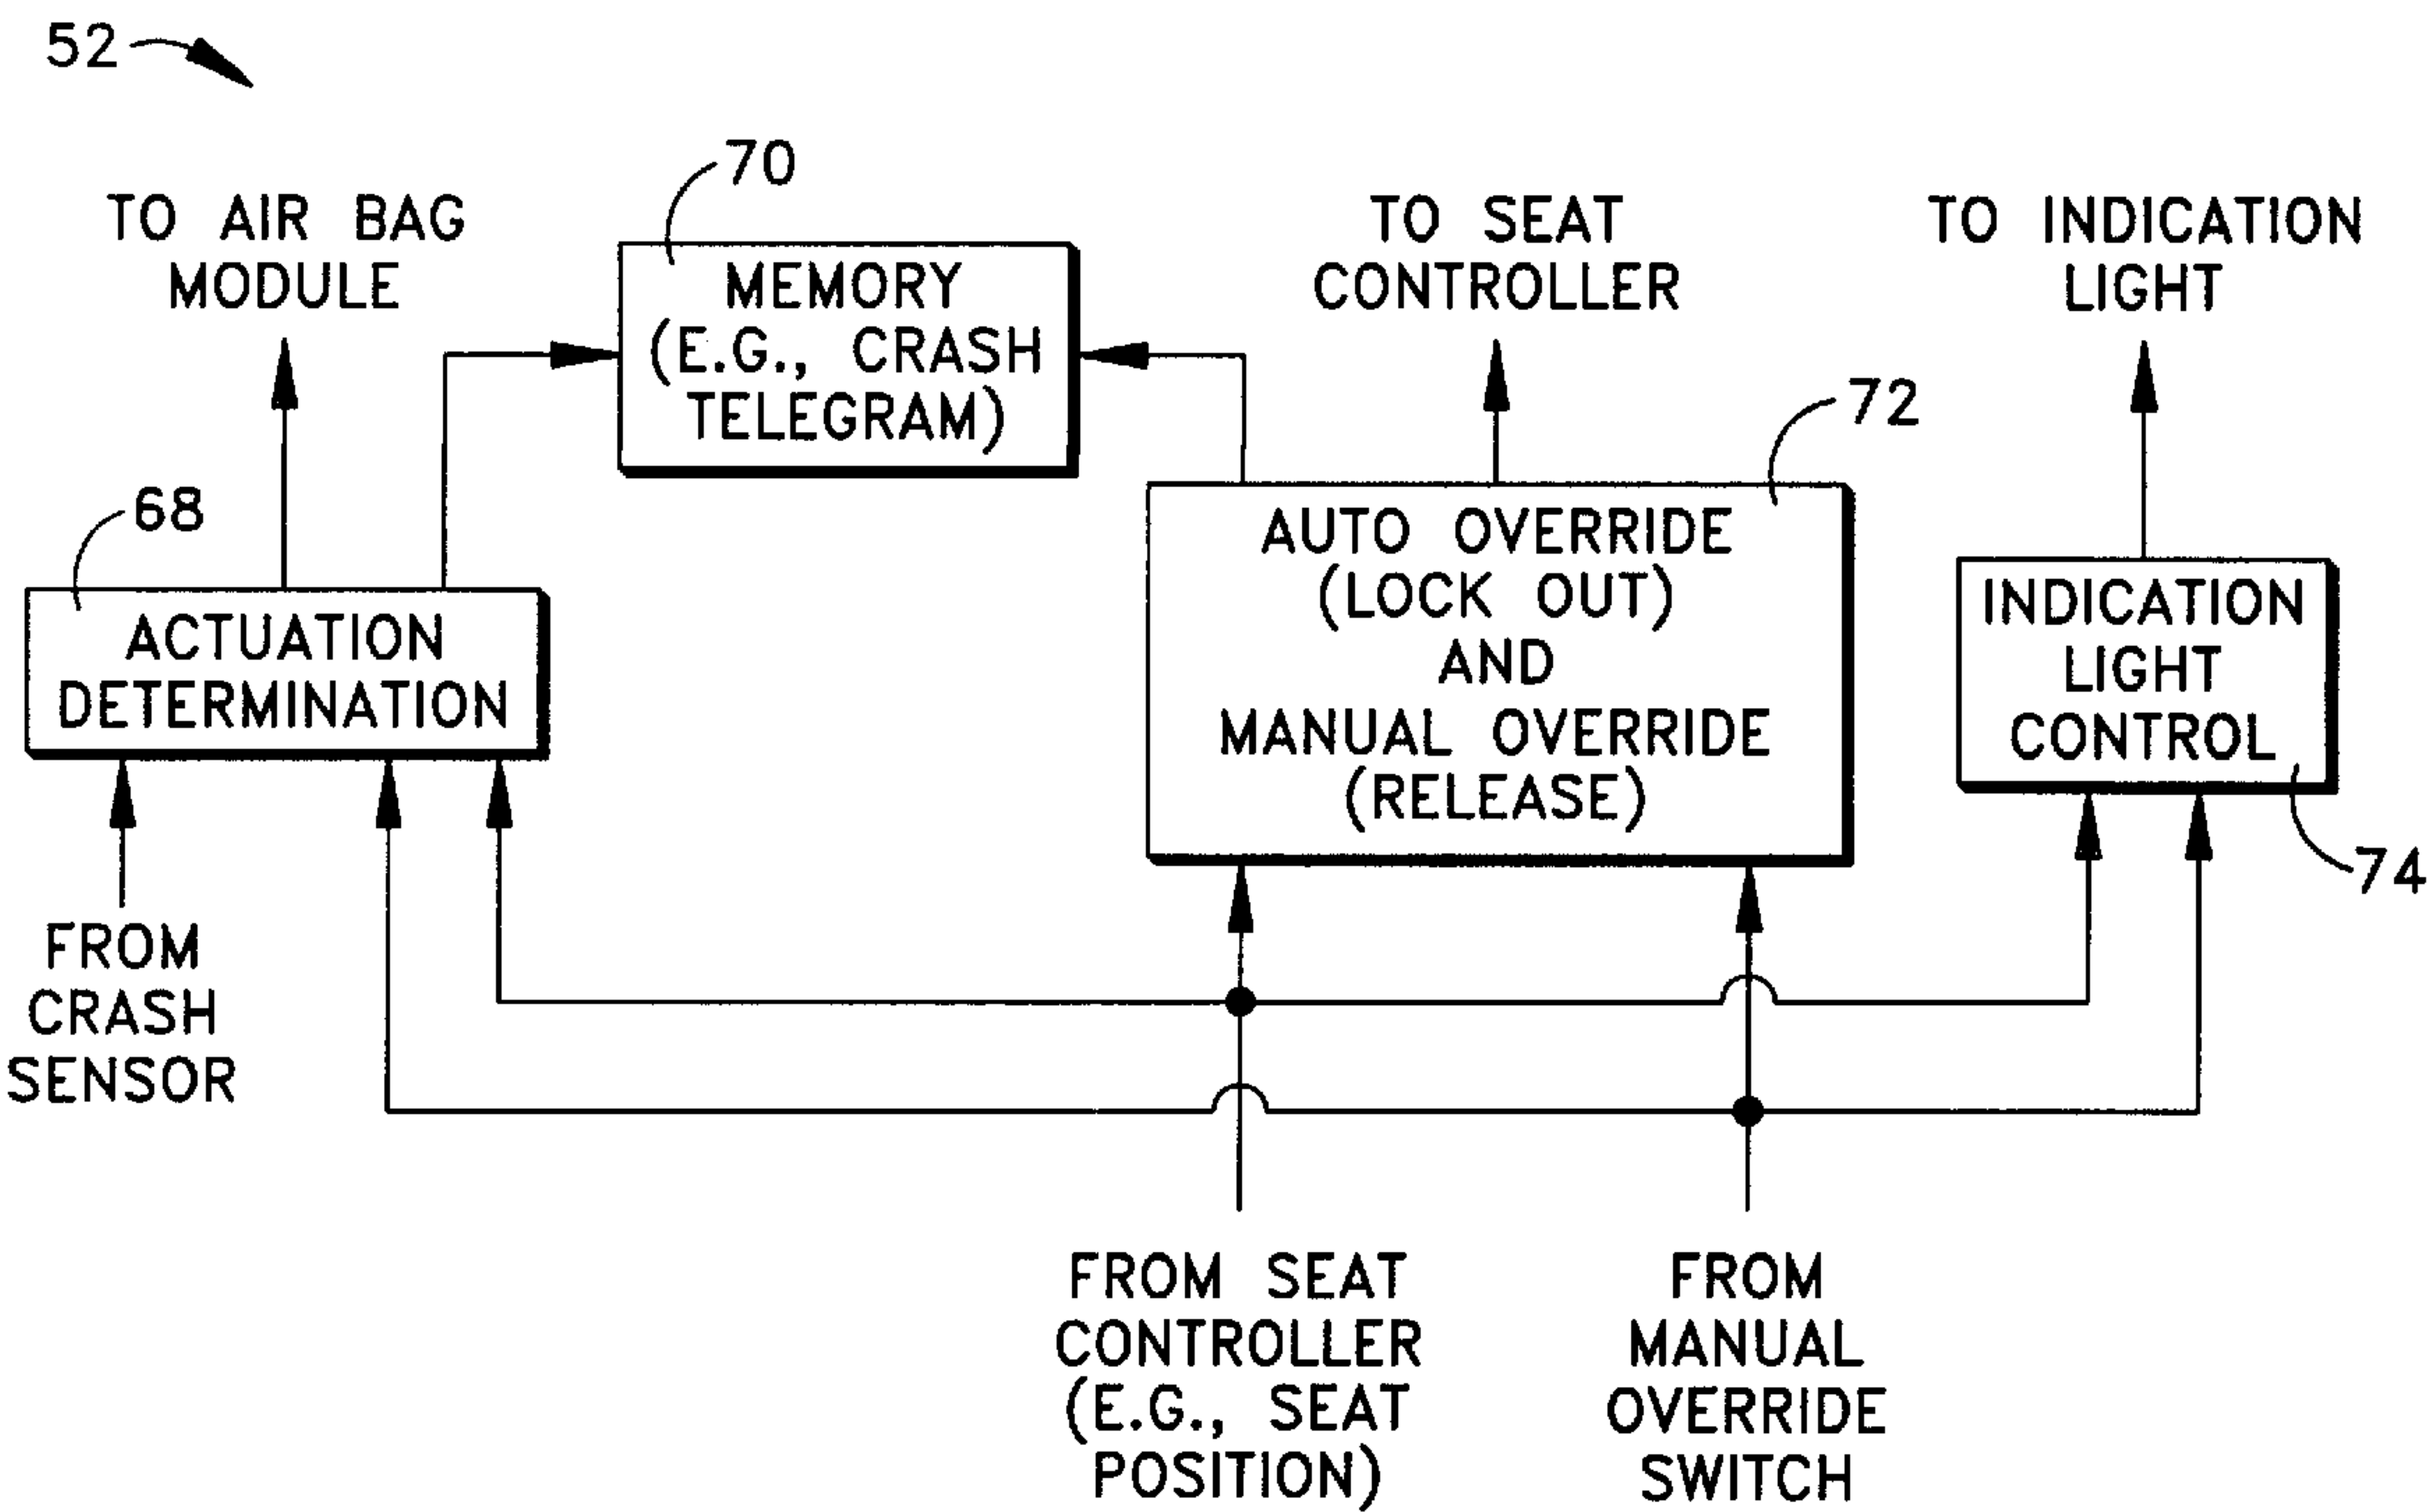 52
TO AIR BAG
MODULE
70
MEMORY
(E.G., CRASH
TELEGRAM)
TO SEAT
CONTROLLER
TO INDICATION
LIGHT
68
ACTUATION
DETERMINATION
72
AUTO OVERRIDE
(LOCK OUT)
AND
MANUAL OVERRIDE
(RELEASE)
INDICATION
LIGHT
CONTROL
74
FROM
CRASH
SENSOR
FROM SEAT
CONTROLLER
(E.G., SEAT
POSITION)
FROM
MANUAL
OVERRIDE
SWITCH